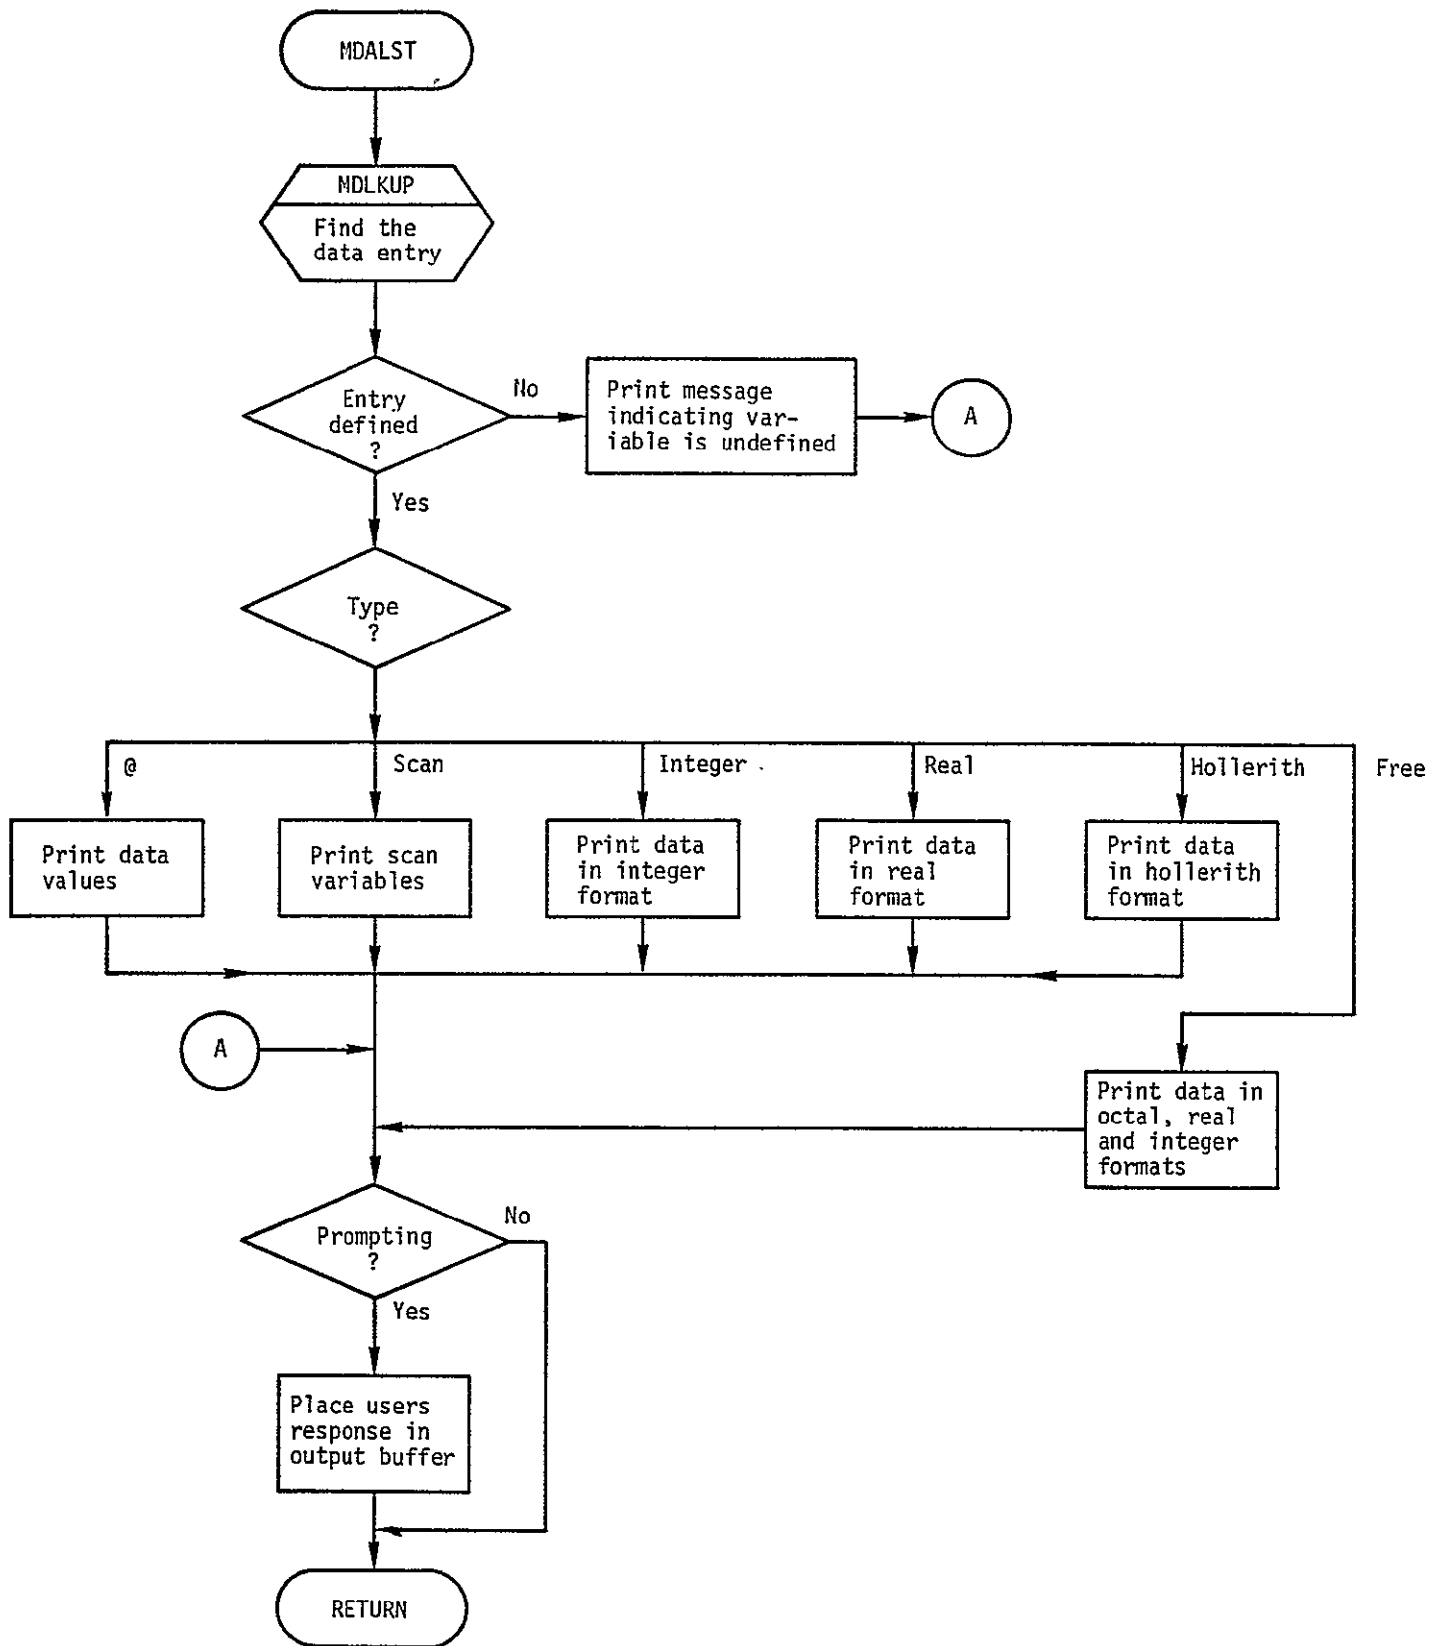 MDALST
MDLKUP
Find the
data entry
Entry
defined
?
No
Print message
indicating var-
iable is undefined
A
Yes
Type
?
@
Scan
Integer
Real
Hollerith
Free
Print data
values
Print scan
variables
Print data
in integer
format
Print data
in real
format
Print data
in hollerith
format
A
Print data in
octal, real
and integer
formats
Prompting
?
No
Yes
Place users
response in
output buffer
RETURN